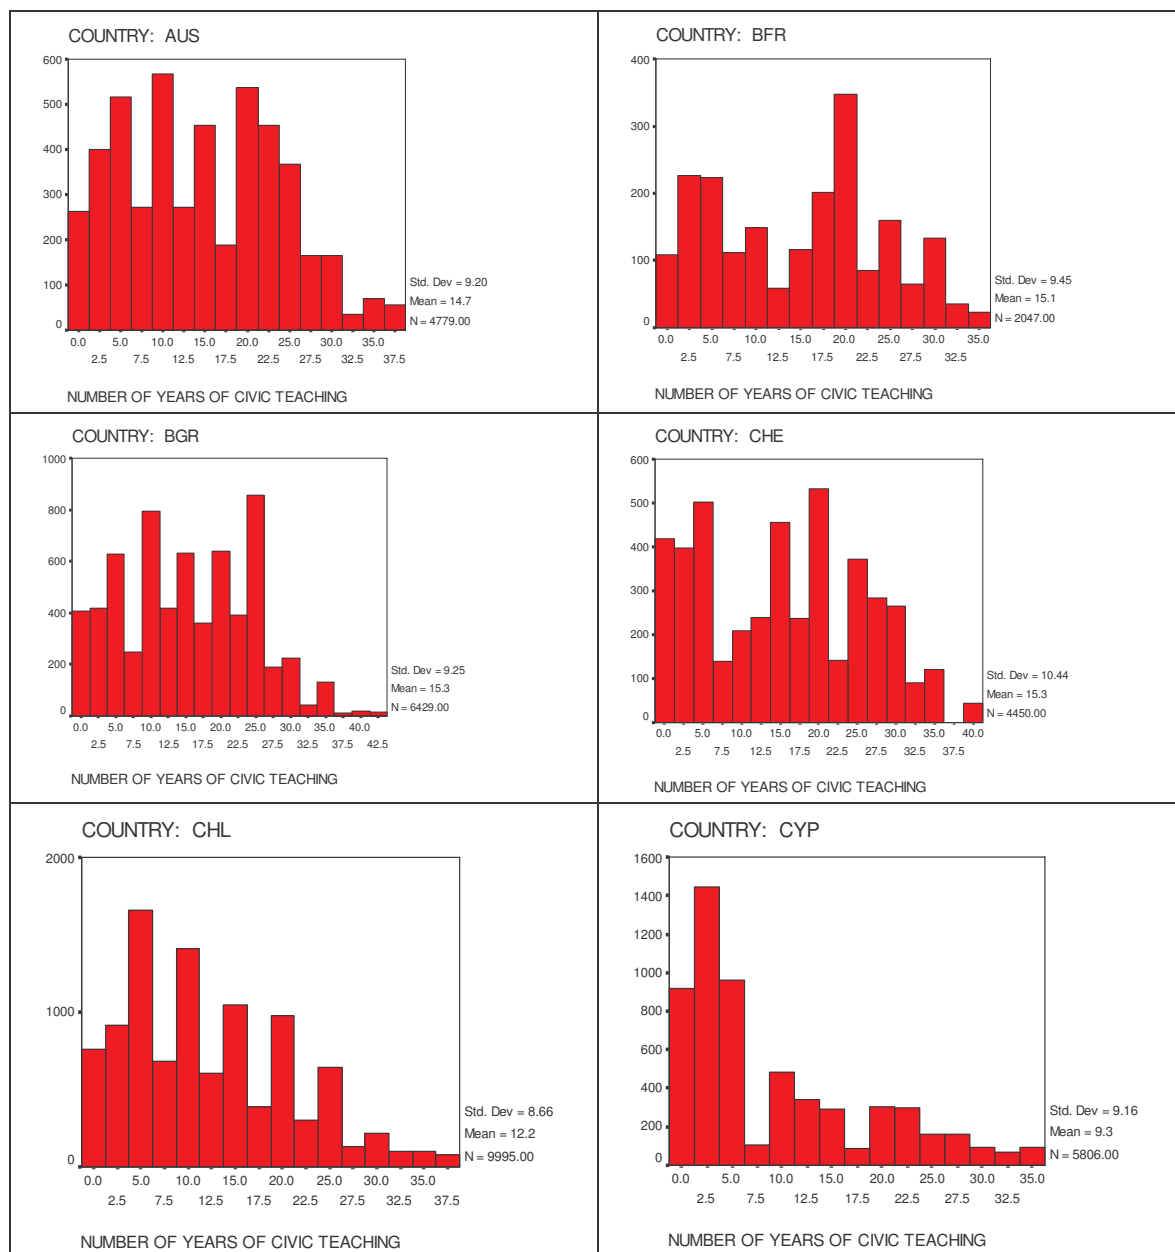 COUNTRY: AUS
600
500
400
300
200
100
0
0.0 5.0 10.0 15.0 20.0 25.0 30.0 35.0
2.5 7.5 12.5 17.5 22.5 27.5 32.5 37.5
Std. Dev = 9.20
Mean = 14.7
N = 4779.00
NUMBER OF YEARS OF CIVIC TEACHING
COUNTRY: BFR
400
300
200
100
0
0.0 5.0 10.0 15.0 20.0 25.0 30.0 35.0
2.5 7.5 12.5 17.5 22.5 27.5 32.5
Std. Dev = 9.45
Mean = 15.1
N = 2047.00
NUMBER OF YEARS OF CIVIC TEACHING
COUNTRY: BGR
1000
800
600
400
200
0
0.0 5.0 10.0 15.0 20.0 25.0 30.0 35.0 40.0
2.5 7.5 12.5 17.5 22.5 27.5 32.5 37.5 42.5
Std. Dev = 9.25
Mean = 15.3
N = 6429.00
NUMBER OF YEARS OF CIVIC TEACHING
COUNTRY: CHE
600
500
400
300
200
100
0
0.0 5.0 10.0 15.0 20.0 25.0 30.0 35.0 40.0
2.5 7.5 12.5 17.5 22.5 27.5 32.5 37.5
Std. Dev = 10.44
Mean = 15.3
N = 4450.00
NUMBER OF YEARS OF CIVIC TEACHING
COUNTRY: CHL
2000
1000
0
0.0 5.0 10.0 15.0 20.0 25.0 30.0 35.0
2.5 7.5 12.5 17.5 22.5 27.5 32.5 37.5
Std. Dev = 8.66
Mean = 12.2
N = 9995.00
NUMBER OF YEARS OF CIVIC TEACHING
COUNTRY: CYP
1600
1400
1200
1000
800
600
400
200
0
0.0 5.0 10.0 15.0 20.0 25.0 30.0 35.0
2.5 7.5 12.5 17.5 22.5 27.5 32.5
Std. Dev = 9.16
Mean = 9.3
N = 5806.00
NUMBER OF YEARS OF CIVIC TEACHING